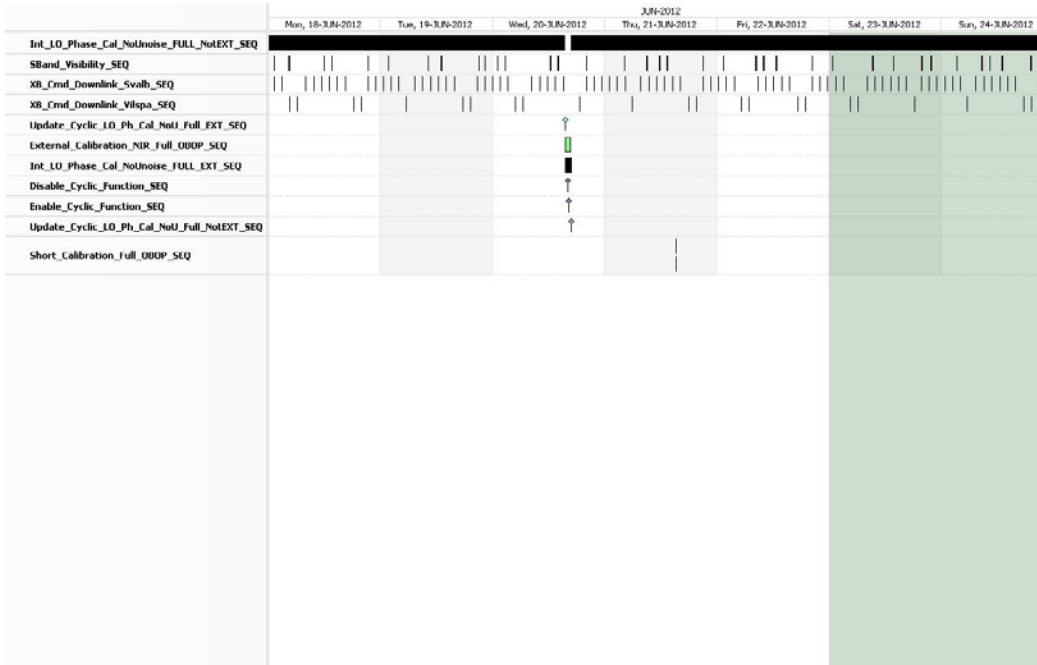 JUN-2012
Mon, 18-JUN-2012 Tue, 19-JUN-2012 Wed, 20-JUN-2012 Thu, 21-JUN-2012 Fri, 22-JUN-2012 Sat, 23-JUN-2012 Sun, 24-JUN-2012
Int_LO_Phase_Cal_NoUnoise_FULL_NotEXT_SEQ
SBand_Visibility_SEQ
XB_Cmd_Downlink_Svalb_SEQ
XB_Cmd_Downlink_Vilspa_SEQ
Update_Cyclic_LO_Ph_Cal_NoU_Full_EXT_SEQ
External_Calibration_NIR_Full_OBOP_SEQ
Int_LO_Phase_Cal_NoUnoise_FULL_EXT_SEQ
Disable_Cyclic_Function_SEQ
Enable_Cyclic_Function_SEQ
Update_Cyclic_LO_Ph_Cal_NoU_Full_NotEXT_SEQ
Short_Calibration_Full_OBOP_SEQ